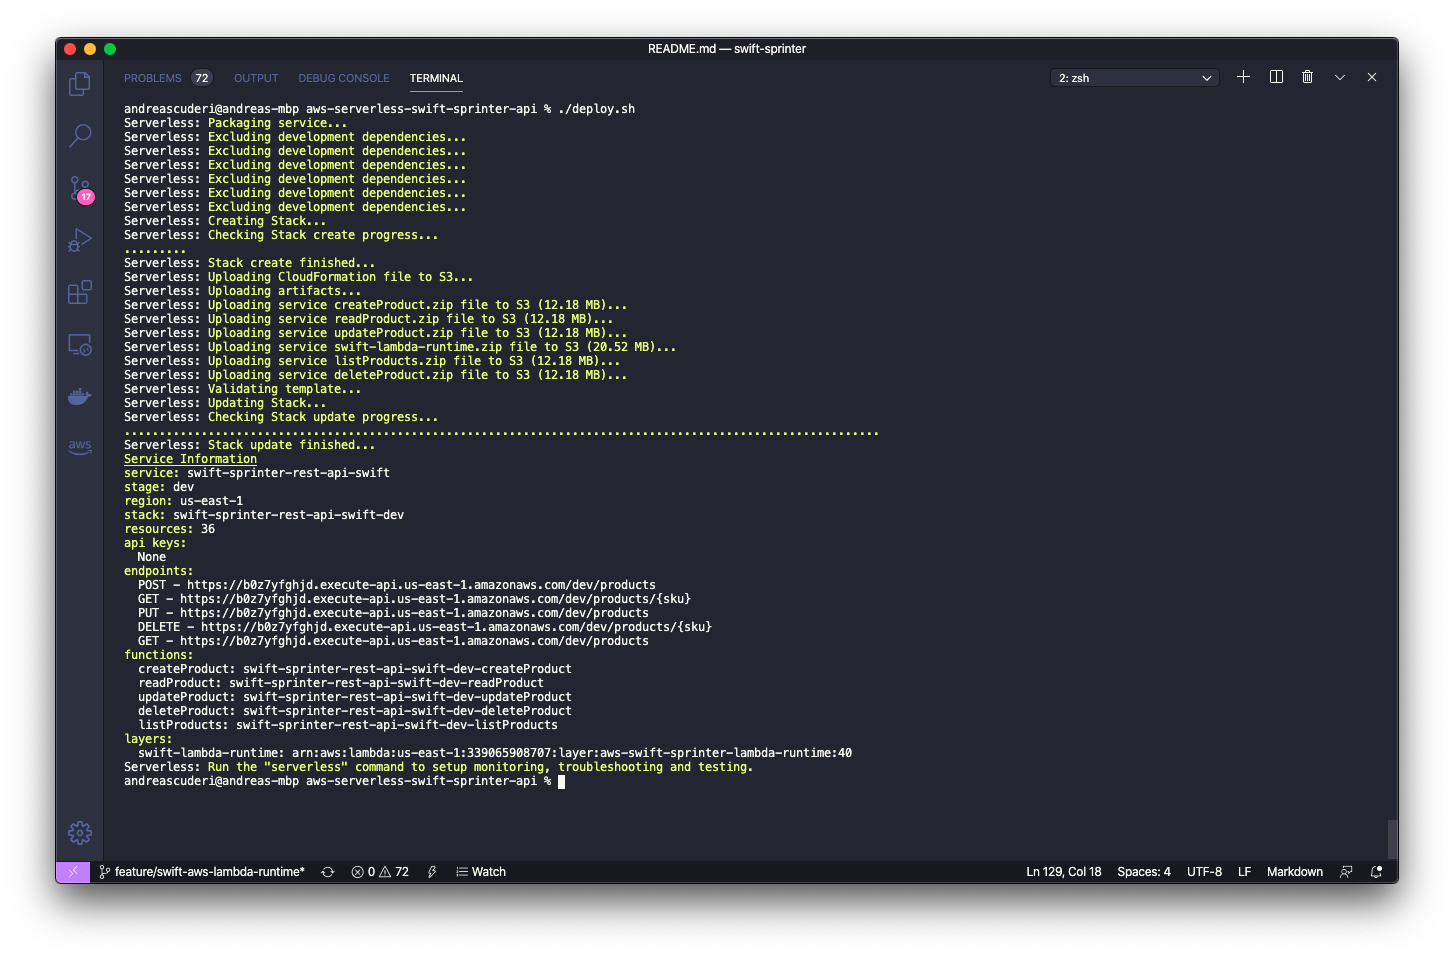 README.md — swift-sprinter
PROBLEMS 72 OUTPUT DEBUG CONSOLE TERMINAL 2: zsh
andreascuderi@andreas-mbp aws-serverless-swift-sprinter-api % ./deploy.sh
Serverless: Packaging service...
Serverless: Excluding development dependencies...
Serverless: Excluding development dependencies...
Serverless: Excluding development dependencies...
Serverless: Excluding development dependencies...
Serverless: Excluding development dependencies...
Serverless: Excluding development dependencies...
Serverless: Creating Stack...
Serverless: Checking Stack create progress...
.........
Serverless: Stack create finished...
Serverless: Uploading CloudFormation file to S3...
Serverless: Uploading artifacts...
Serverless: Uploading service createProduct.zip file to S3 (12.18 MB)...
Serverless: Uploading service readProduct.zip file to S3 (12.18 MB)...
Serverless: Uploading service updateProduct.zip file to S3 (12.18 MB)...
Serverless: Uploading service swift-lambda-runtime.zip file to S3 (20.52 MB)...
Serverless: Uploading service listProducts.zip file to S3 (12.18 MB)...
Serverless: Uploading service deleteProduct.zip file to S3 (12.18 MB)...
Serverless: Validating template...
Serverless: Updating Stack...
Serverless: Checking Stack update progress...
............................................................................................................
Serverless: Stack update finished...
Service Information
service: swift-sprinter-rest-api-swift
stage: dev
region: us-east-1
stack: swift-sprinter-rest-api-swift-dev
resources: 36
api keys:
  None
endpoints:
  POST - https://b0z7yfghjd.execute-api.us-east-1.amazonaws.com/dev/products
  GET - https://b0z7yfghjd.execute-api.us-east-1.amazonaws.com/dev/products/{sku}
  PUT - https://b0z7yfghjd.execute-api.us-east-1.amazonaws.com/dev/products
  DELETE - https://b0z7yfghjd.execute-api.us-east-1.amazonaws.com/dev/products/{sku}
  GET - https://b0z7yfghjd.execute-api.us-east-1.amazonaws.com/dev/products
functions:
  createProduct: swift-sprinter-rest-api-swift-dev-createProduct
  readProduct: swift-sprinter-rest-api-swift-dev-readProduct
  updateProduct: swift-sprinter-rest-api-swift-dev-updateProduct
  deleteProduct: swift-sprinter-rest-api-swift-dev-deleteProduct
  listProducts: swift-sprinter-rest-api-swift-dev-listProducts
layers:
  swift-lambda-runtime: arn:aws:lambda:us-east-1:339065908707:layer:aws-swift-sprinter-lambda-runtime:40
Serverless: Run the "serverless" command to setup monitoring, troubleshooting and testing.
andreascuderi@andreas-mbp aws-serverless-swift-sprinter-api %
17
aws
feature/swift-aws-lambda-runtime* 0 72 Watch Ln 129, Col 18 Spaces: 4 UTF-8 LF Markdown